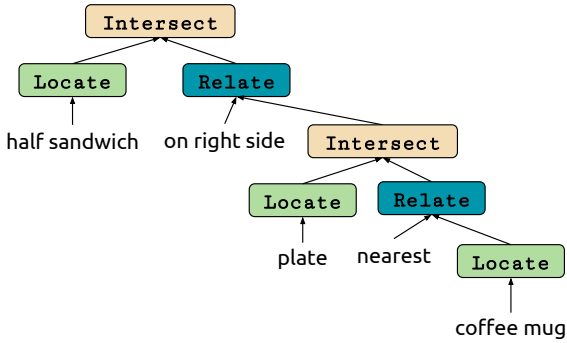 Intersect
Locate
Relate
half sandwich
on right side
Intersect
Locate
Relate
plate
nearest
Locate
coffee mug